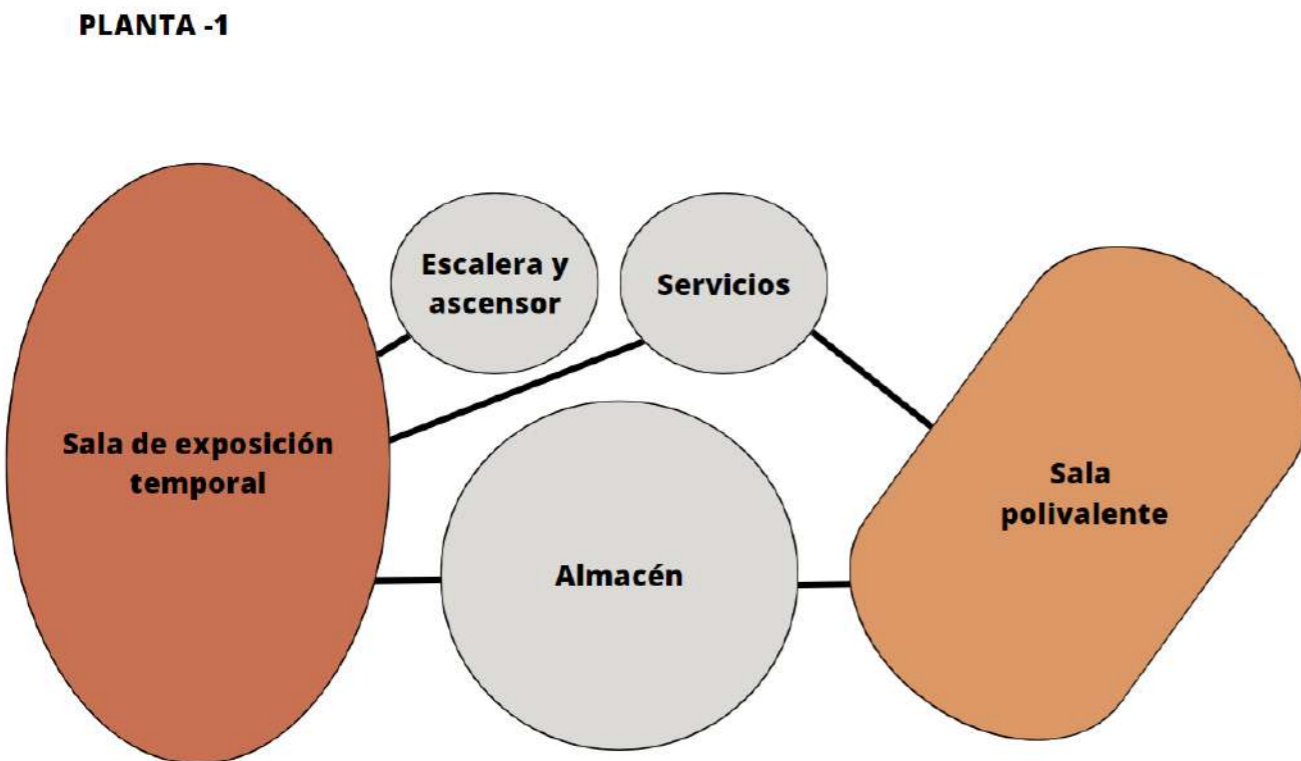 PLANTA -1
Escalera y
ascensor
Servicios
Sala de exposición
temporal
Sala
polivalente
Almacén